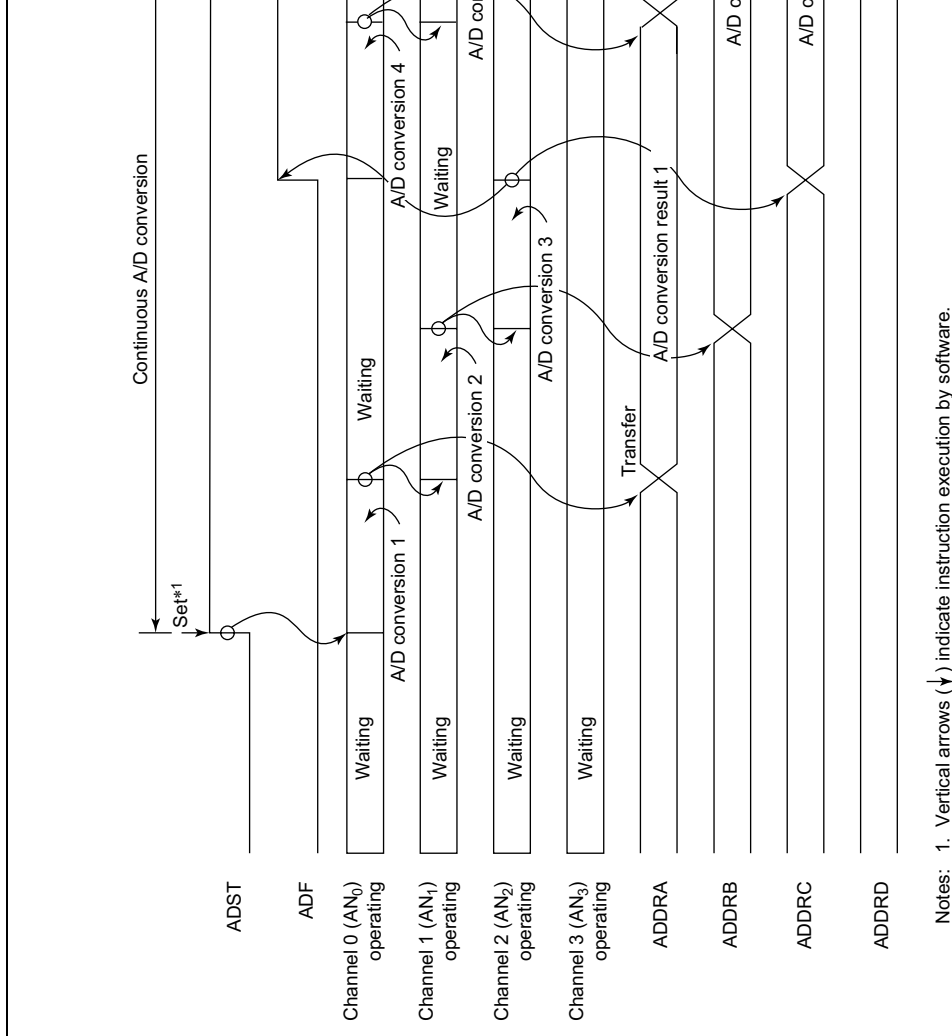 Continuous A/D conversion
Set*1
ADST
ADF
Channel 0 (AN0)
operating
Waiting
A/D conversion 1
Waiting
A/D conversion 4
Channel 1 (AN1)
operating
Waiting
A/D conversion 2
Waiting
A/D con
Channel 2 (AN2)
operating
Waiting
A/D conversion 3
Channel 3 (AN3)
operating
Waiting
Transfer
ADDRA
A/D conversion result 1
ADDRB
A/D c
ADDRC
A/D c
ADDRD
Notes: 1. Vertical arrows (↓) indicate instruction execution by software.